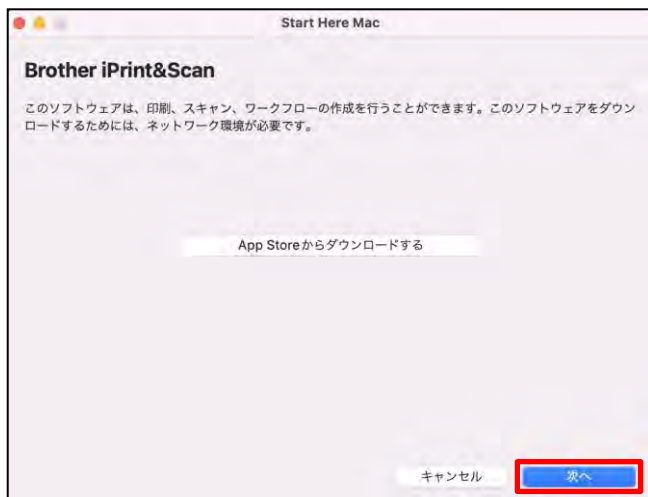 Start Here Mac
Brother iPrint&Scan
このソフトウェアは、印刷、スキャン、ワークフローの作成を行うことができます。このソフトウェアをダウン
ロードするためには、ネットワーク環境が必要です。
App Storeからダウンロードする
キャンセル
次へ